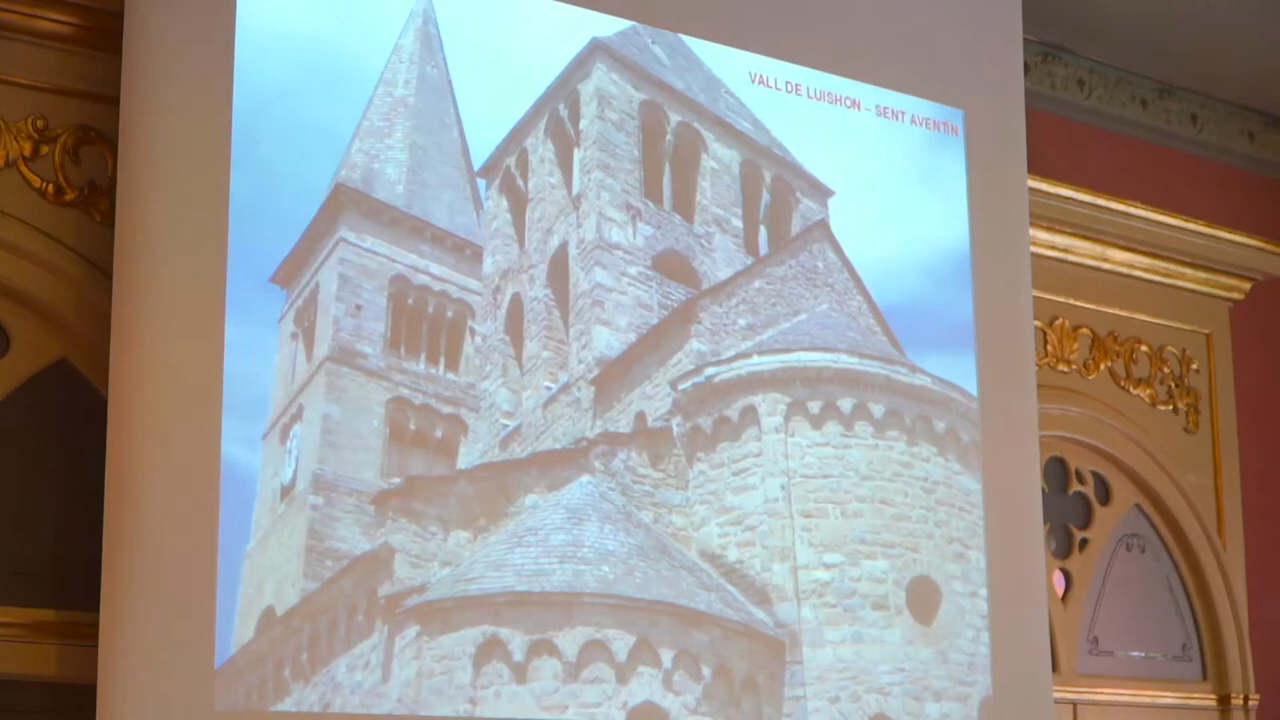 VALL DE LUISHON – SENT AVENTIN